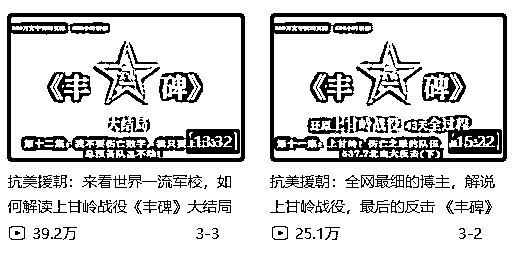 《丰碑》
大结局
13:32
抗美援朝：来看世界一流军校，如
何解读上甘岭战役《丰碑》大结局
39.2万
3-3
《丰碑》
上甘岭战役 43天全过程
15:22
抗美援朝：全网最细的博主，解说
上甘岭战役，最后的反击 《丰碑》
25.1万
3-2